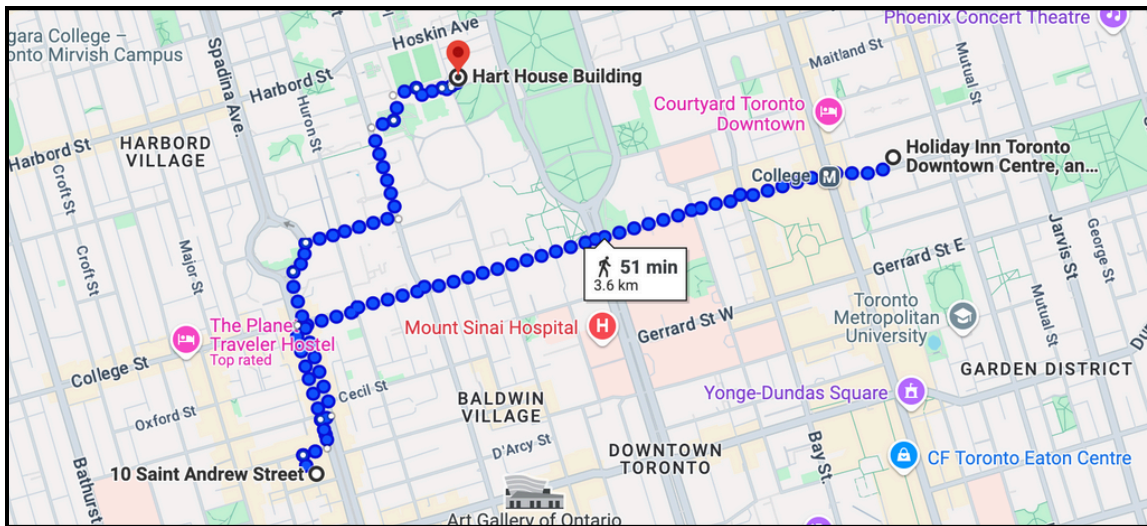 Phoenix Concert Theatre
gara College –
onto Mirvish Campus
Hoskin Ave
Spadina Ave.
Harbord St
Hart House Building
Maitland St
Mutual St
Huron St
Courtyard Toronto
Downtown
HARBORD
VILLAGE
Harbord St
Holiday Inn Toronto
Downtown Centre, an...
College
M
Croft St
Croft St
Major St
Jarvis St
George St
51 min
3.6 km
Gerrard St E
Mutual St
Toronto
Metropolitan
University
The Plane
Traveler Hostel
Top rated
Mount Sinai Hospital
H
Gerrard St W
College St
Cecil St
GARDEN DISTRICT
Yonge-Dundas Square
BALDWIN
VILLAGE
Oxford St
D'Arcy St
DOWNTOWN
TORONTO
Bay St.
CF Toronto Eaton Centre
10 Saint Andrew Street
Bathurst
Art Gallery of Ontario